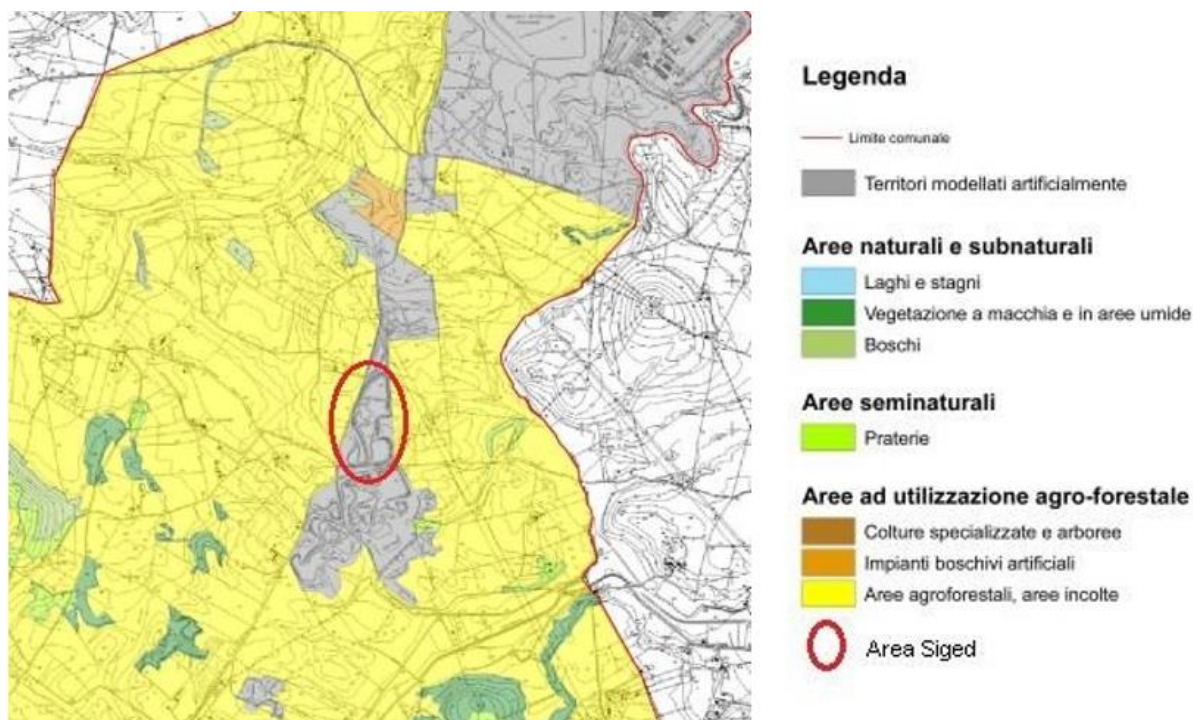 Legenda
Limite comunale
Territori modellati artificialmente
Aree naturali e subnaturali
Laghi e stagni
Vegetazione a macchia e in aree umide
Boschi
Aree seminaturali
Praterie
Aree ad utilizzazione agro-forestale
Colture specializzate e arboree
Impianti boschivi artificiali
Aree agroforestali, aree incolte
Area Siged